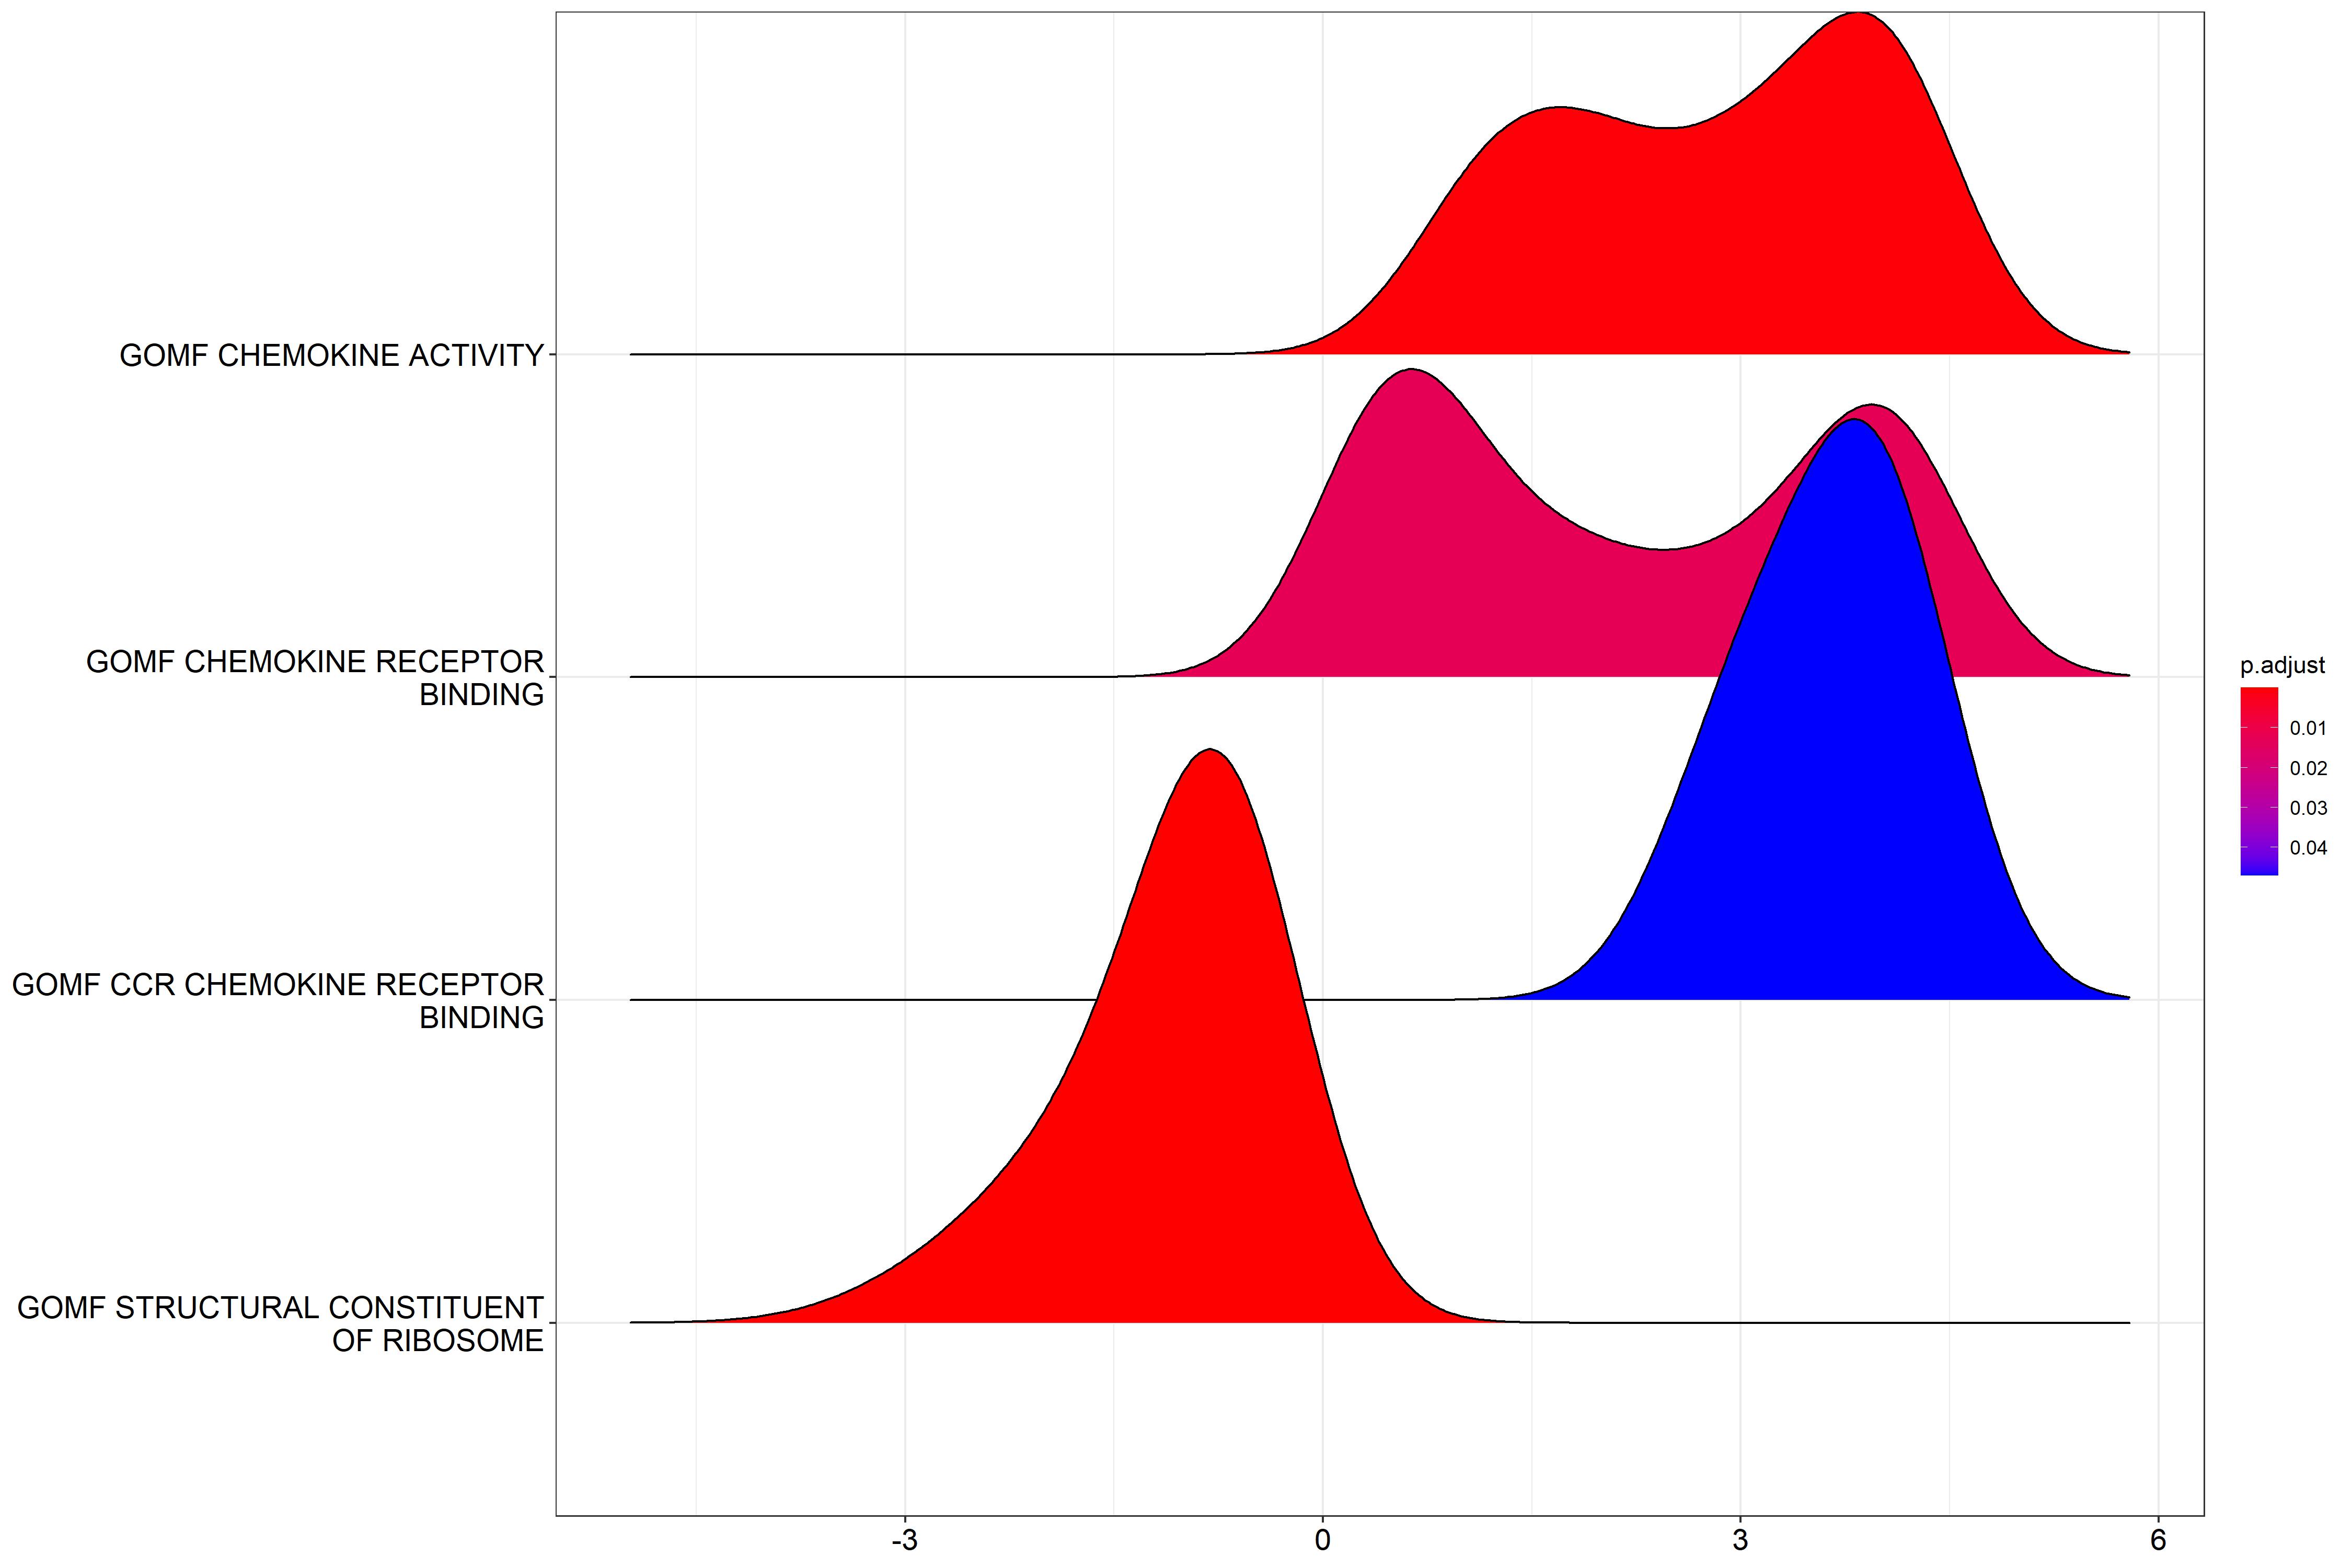 GOMF CHEMOKINE ACTIVITY
GOMF CHEMOKINE RECEPTOR
BINDING
GOMF CCR CHEMOKINE RECEPTOR
BINDING
GOMF STRUCTURAL CONSTITUENT
OF RIBOSOME
-3
0
3
6
p.adjust
0.01
0.02
0.03
0.04